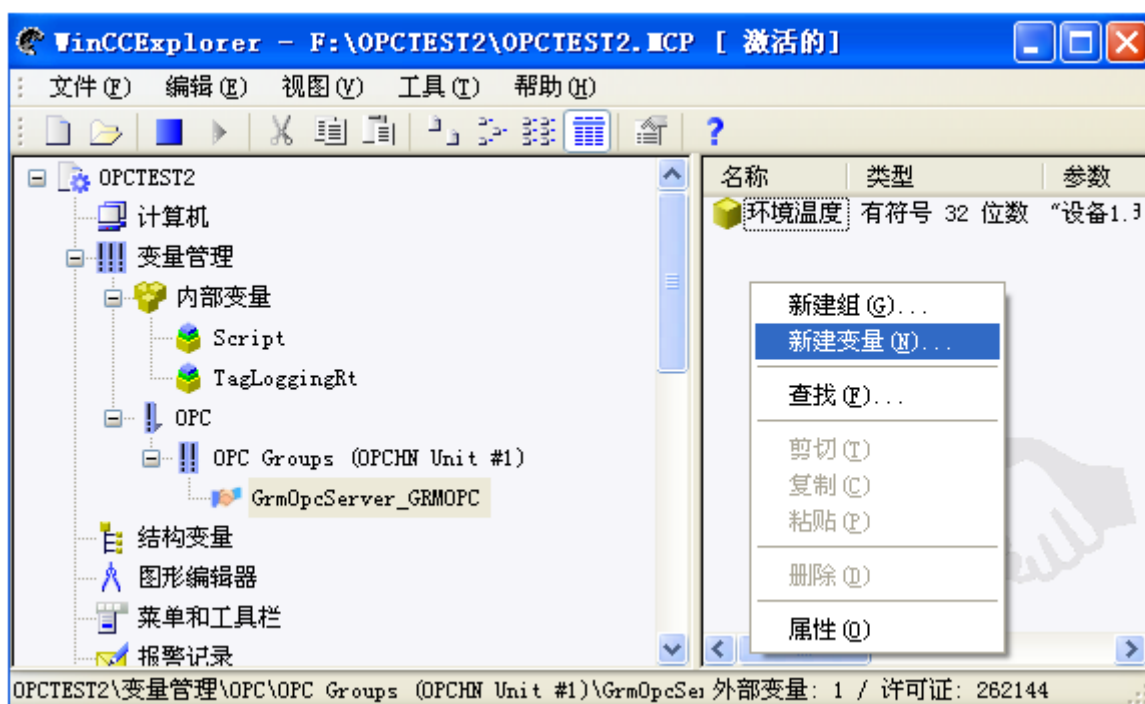 WinCCExplorer - F:\OPCTEST2\OPCTEST2.MCP [ 激活的]
文件(F) 编辑(E) 视图(V) 工具(T) 帮助(H)
OPCTEST2
计算机
变量管理
内部变量
Script
TagLoggingRt
OPC
OPC Groups (OPCHN Unit #1)
GrmOpcServer_GRMOPC
结构变量
图形编辑器
菜单和工具栏
报警记录
名称 类型 参数
环境温度 有符号 32 位数 “设备1.
新建组(G)...
新建变量(N)...
查找(F)...
剪切(T)
复制(C)
粘贴(P)
删除(D)
属性(O)
OPCTEST2\变量管理\OPC\OPC Groups (OPCHN Unit #1)\GrmOpcSe 外部变量: 1 / 许可证: 262144